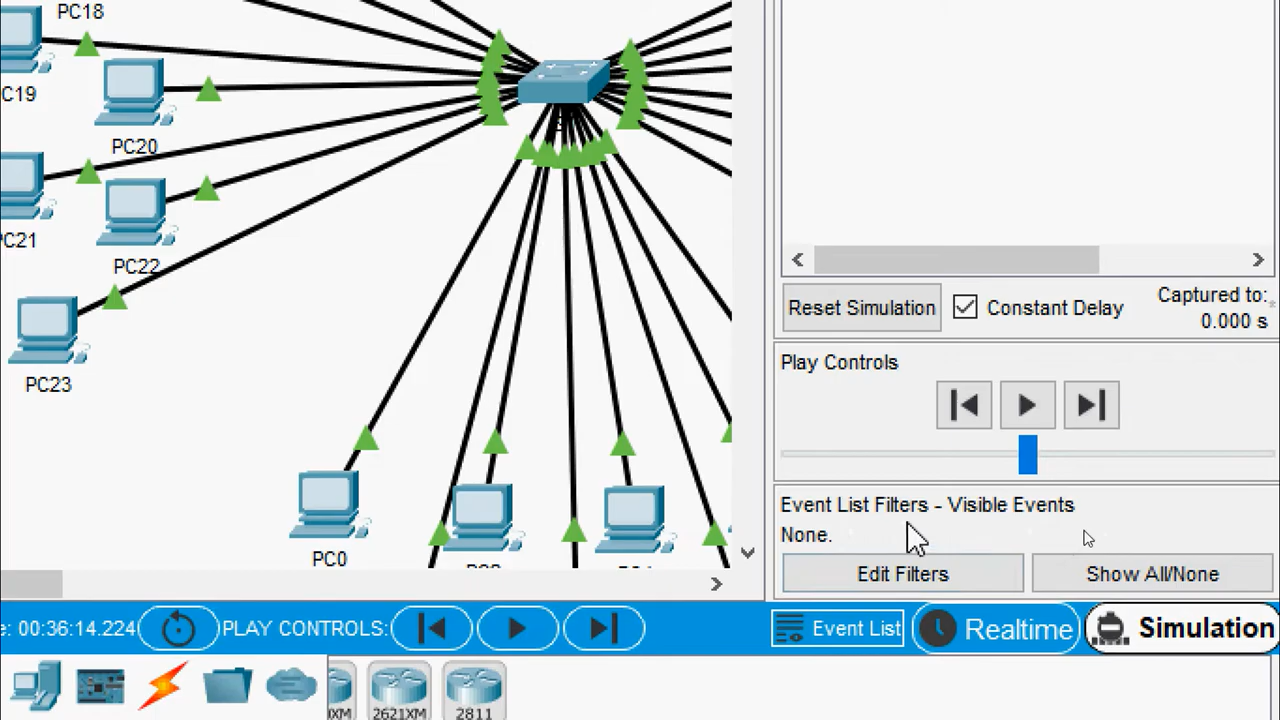 PC18
C19
PC20
PC21
PC22
PC23
PC0
Reset Simulation
Constant Delay
Captured to:
0.000 s
Play Controls
Event List Filters - Visible Events
None.
Edit Filters
Show All/None
e: 00:36:14.224
PLAY CONTROLS:
Event List
Realtime
Simulation
2621XM
2811